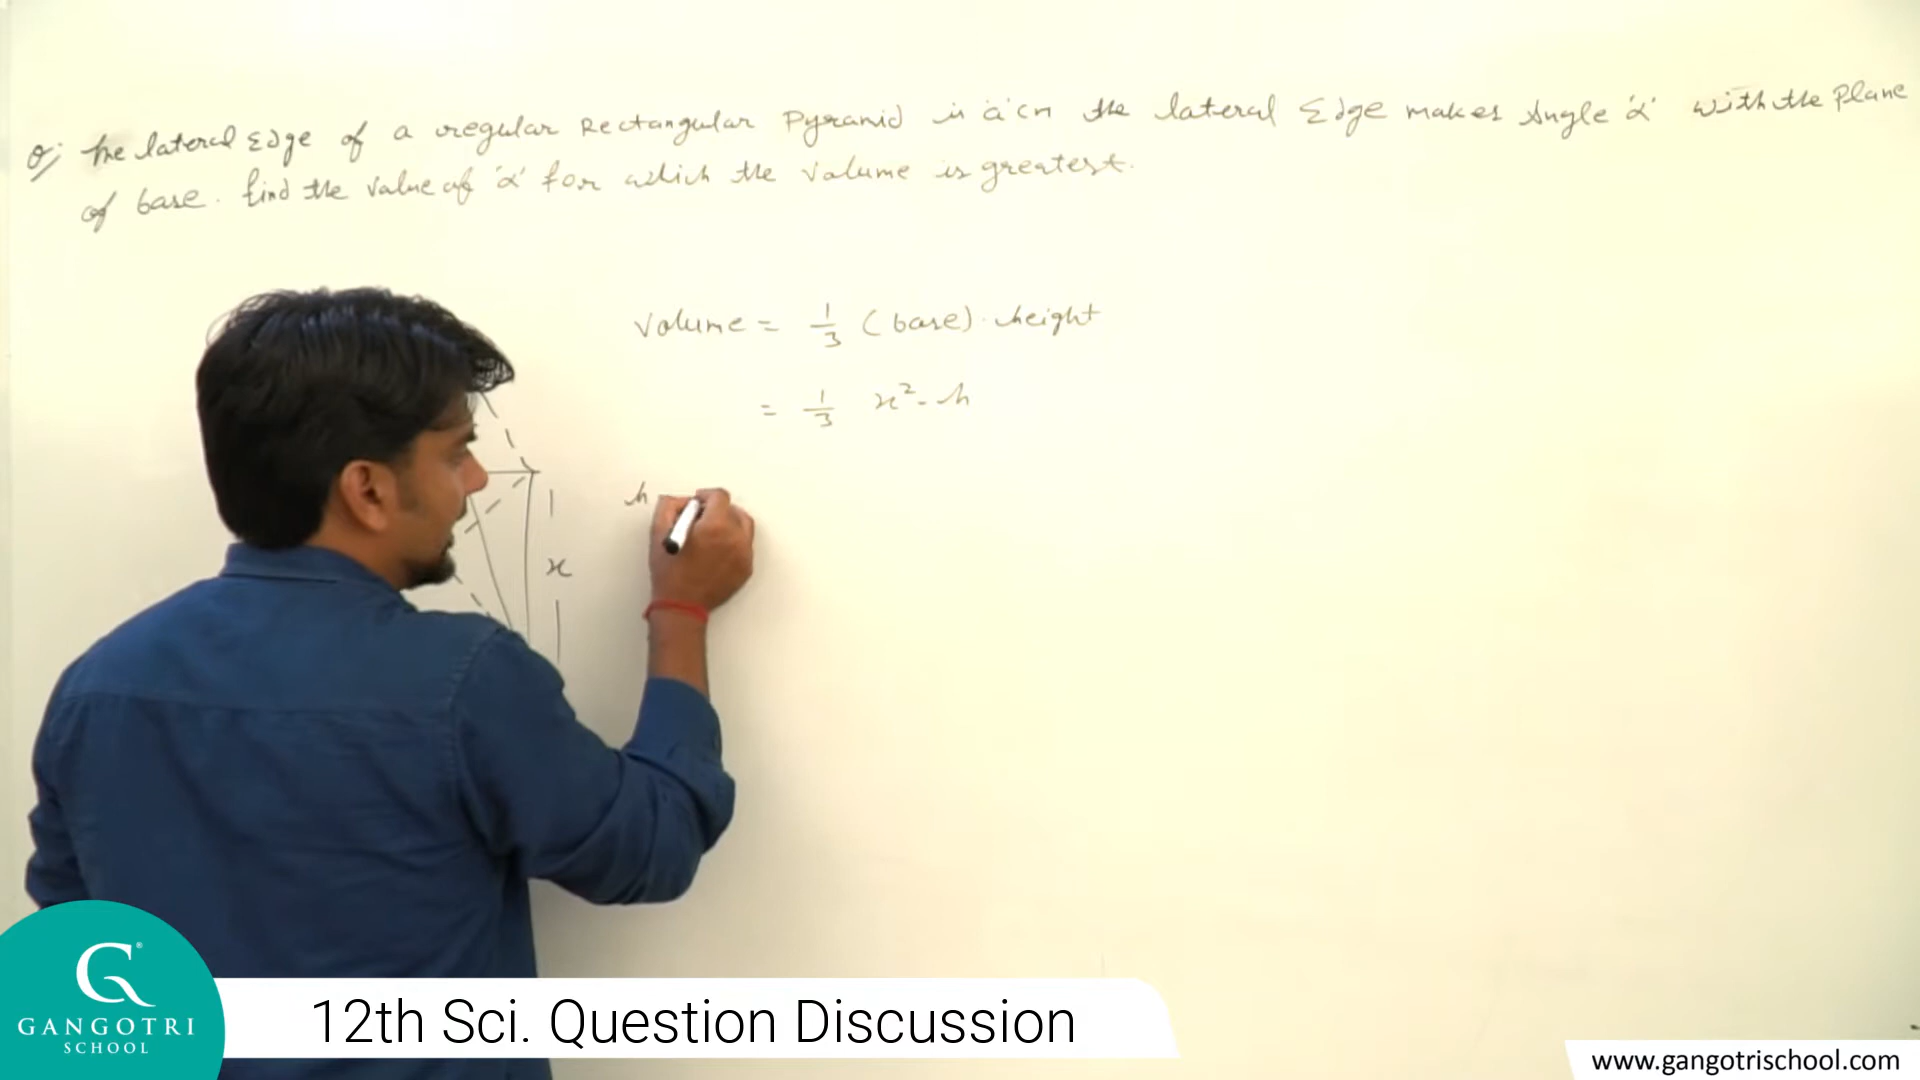 Q; The lateral Edge of a regular Rectangular Pyramid is 'a' cm the lateral Edge makes Angle 'α' with the Plane
of base. find the value of 'α' for which the volume is greatest.
Volume = 1/3 (base) · height
= 1/3 x² · h
h
x
G®
GANGOTRI
SCHOOL
12th Sci. Question Discussion
www.gangotrischool.com